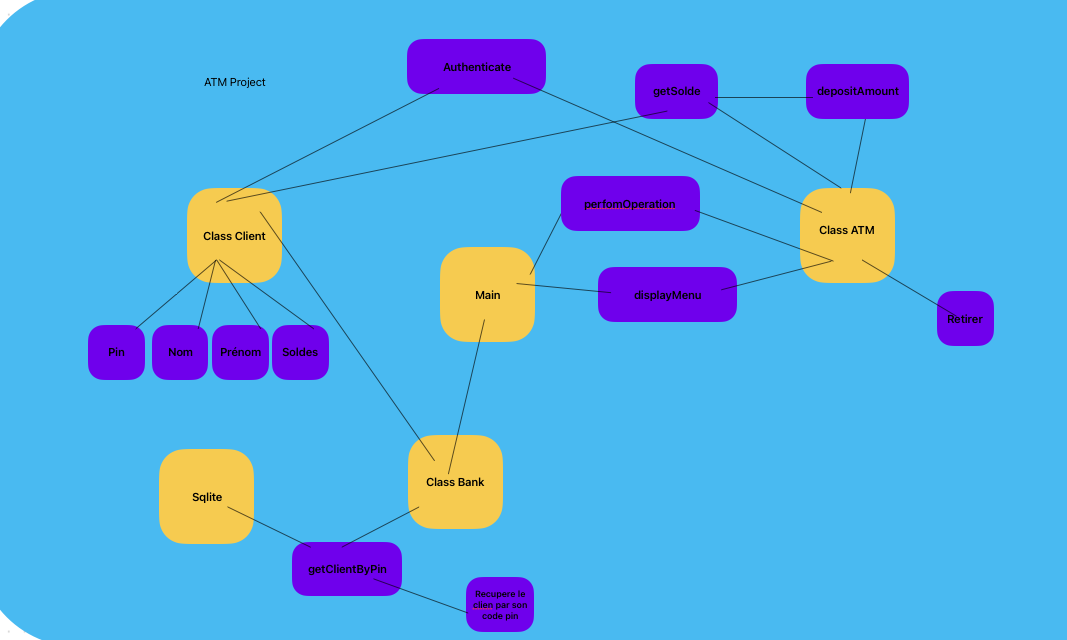 Authenticate
ATM Project
getSolde
depositAmount
perfomOperation
Class Client
Class ATM
Main
displayMenu
Retirer
Pin
Nom
Prénom
Soldes
Class Bank
Sqlite
getClientByPin
Recupere le
clien par son
code pin